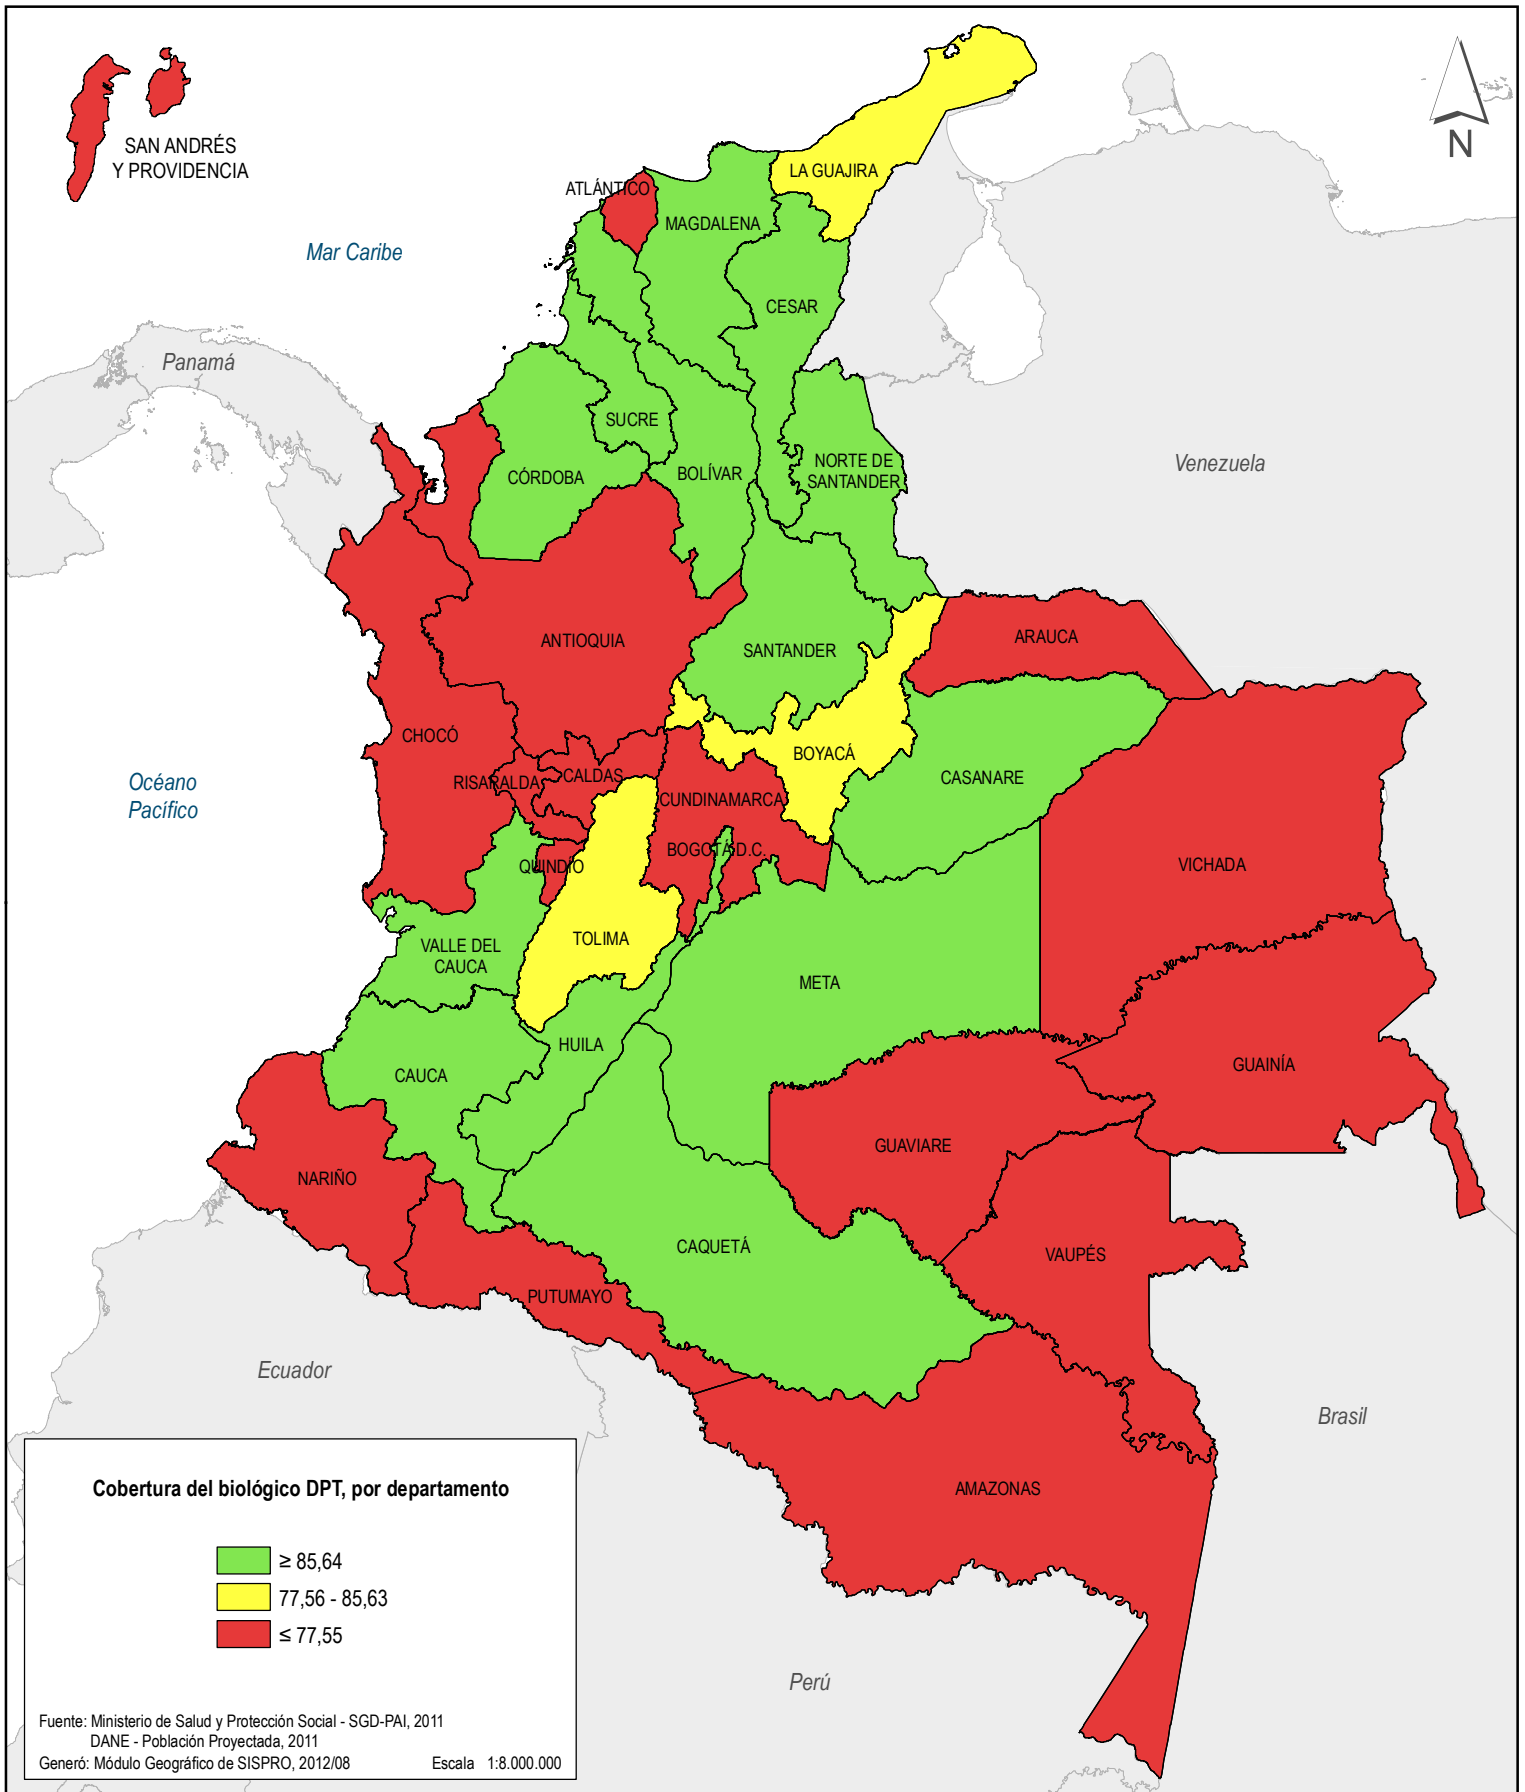 SAN ANDRÉS
Y PROVIDENCIA
N
LA GUAJIRA
ATLÁNTICO
MAGDALENA
Mar Caribe
CESAR
Panamá
SUCRE
NORTE DE
SANTANDER
Venezuela
CÓRDOBA
BOLÍVAR
ANTIOQUIA
SANTANDER
ARAUCA
CHOCÓ
BOYACÁ
RISARALDA
CALDAS
CASANARE
Océano
Pacífico
CUNDINAMARCA
BOGOTÁ D.C.
QUINDÍO
VICHADA
VALLE DEL
CAUCA
TOLIMA
META
HUILA
CAUCA
GUAINÍA
GUAVIARE
NARIÑO
CAQUETÁ
VAUPÉS
PUTUMAYO
Ecuador
Brasil
AMAZONAS
Perú
Cobertura del biológico DPT, por departamento
≥ 85,64
77,56 - 85,63
≤ 77,55
Fuente: Ministerio de Salud y Protección Social - SGD-PAI, 2011
DANE - Población Proyectada, 2011
Generó: Módulo Geográfico de SISPRO, 2012/08 Escala 1:8.000.000